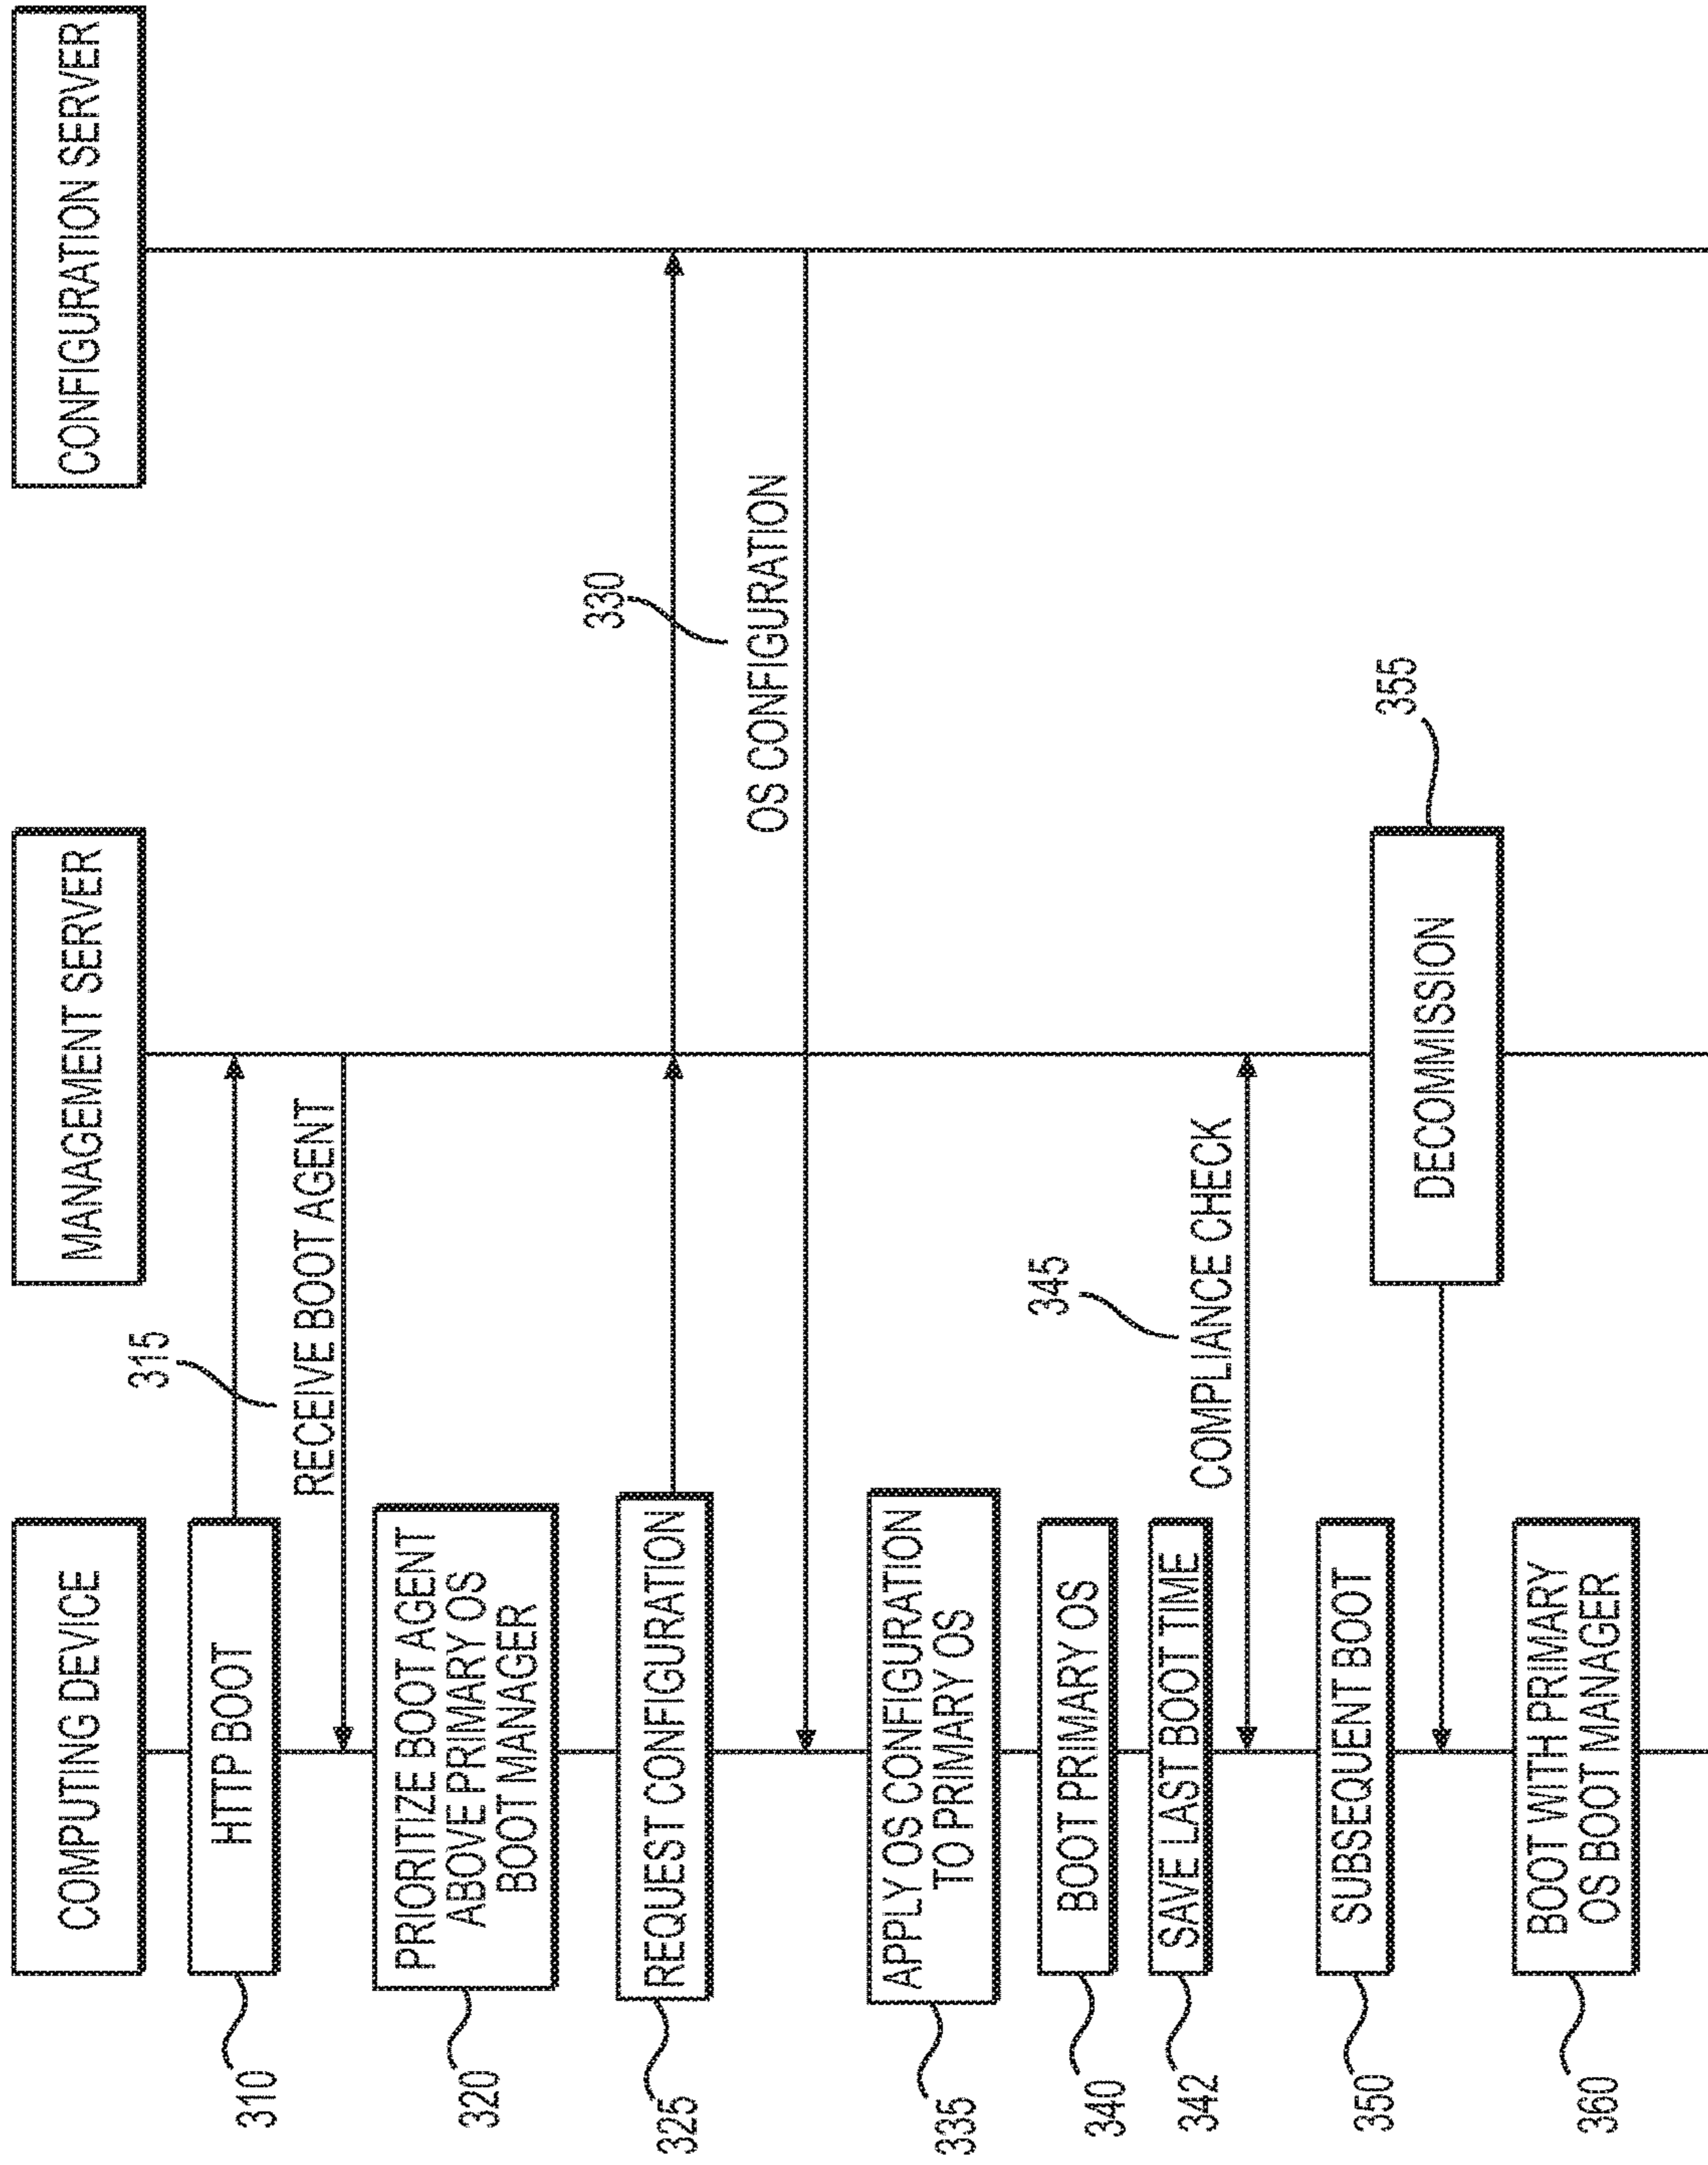 COMPUTING DEVICE
MANAGEMENT SERVER
CONFIGURATION SERVER
310
HTTP BOOT
315
RECEIVE BOOT AGENT
320
PRIORITIZE BOOT AGENT
ABOVE PRIMARY OS
BOOT MANAGER
325
REQUEST CONFIGURATION
330
OS CONFIGURATION
335
APPLY OS CONFIGURATION
TO PRIMARY OS
340
BOOT PRIMARY OS
342
SAVE LAST BOOT TIME
345
COMPLIANCE CHECK
350
SUBSEQUENT BOOT
355
DECOMMISSION
360
BOOT WITH PRIMARY
OS BOOT MANAGER